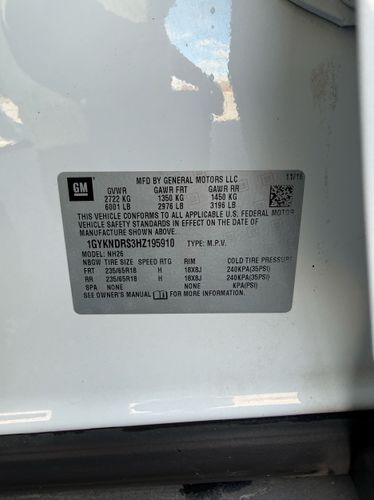 GM
MFD BY GENERAL MOTORS LLC
11/16
GVWR GAWR FRT GAWR RR
2722 KG 1350 KG 1450 KG
6001 LB 2976 LB 3196 LB
THIS VEHICLE CONFORMS TO ALL APPLICABLE U.S. FEDERAL MOTOR
VEHICLE SAFETY STANDARDS IN EFFECT ON THE DATE OF
MANUFACTURE SHOWN ABOVE.
1GYKNDRS3HZ195910 TYPE: M.P.V.
MODEL: NH26
NBGW TIRE SIZE SPEED RTG RIM COLD TIRE PRESSURE
FRT 235/65R18 H 18X8J 240KPA(35PSI)
RR 235/65R18 H 18X8J 240KPA(35PSI)
SPA NONE NONE KPA(PSI)
SEE OWNER'S MANUAL FOR MORE INFORMATION.